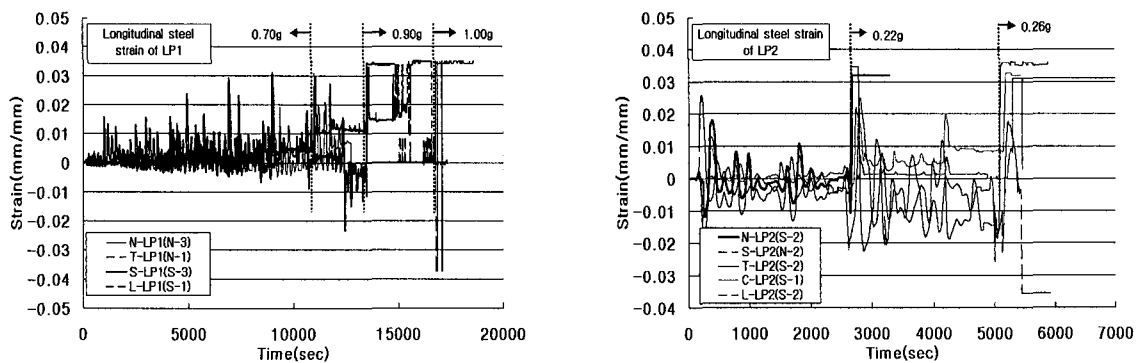 0.05
0.04
0.03
0.02
0.01
0
-0.01
-0.02
-0.03
-0.04
0.05
Strain(mm/mm)
Longitudinal steel
strain of LP1
0.70g
0.90g
1.00g
N-LP1(N-3)
T-LP1(N-1)
S-LP1(S-3)
L-LP1(S-1)
0
5000
10000
15000
20000
Time(sec)
0.05
0.04
0.03
0.02
0.01
0
-0.01
-0.02
-0.03
-0.04
Strain(mm/mm)
Longitudinal steel strain
of LP2
0.22g
0.26g
N-LP2(S-2)
S-LP2(N-2)
T-LP2(S-2)
C-LP2(S-1)
L-LP2(S-2)
0
1000
2000
3000
4000
5000
6000
7000
Time(sec)